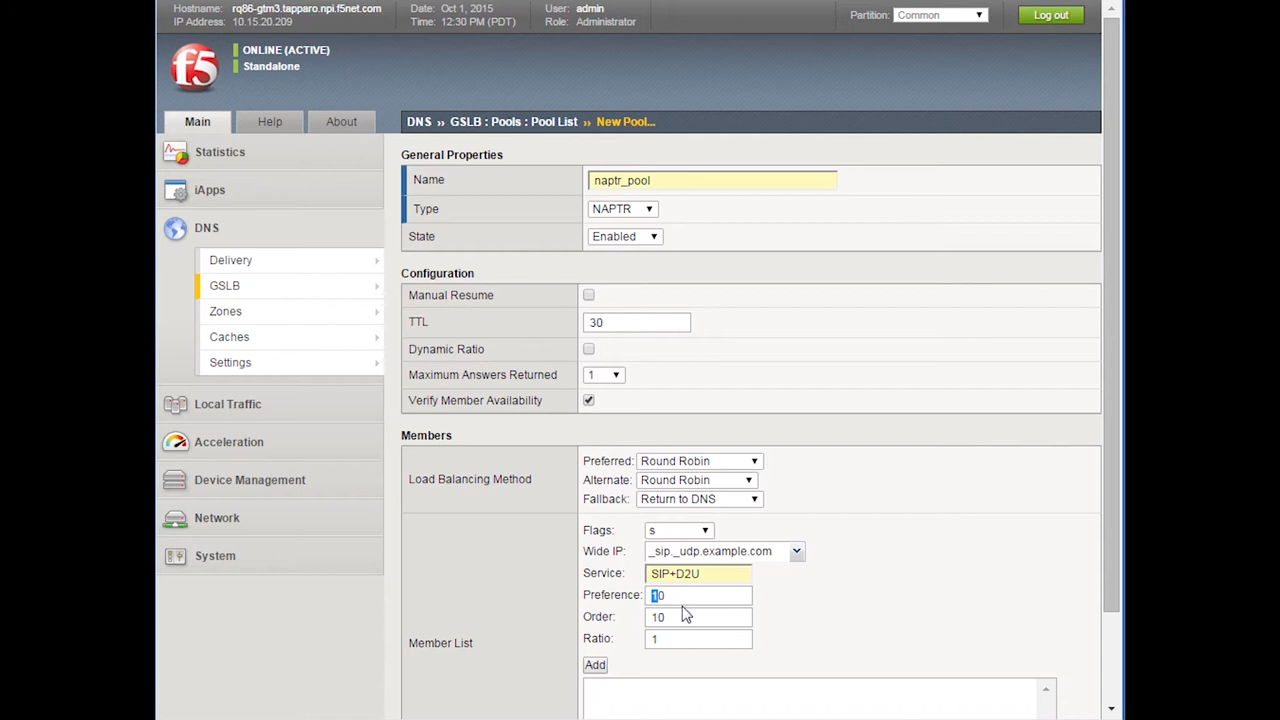 Hostname: rq86-gtm3.tapparo.npi.f5net.com Date: Oct 1, 2015 User: admin
IP Address: 10.15.20.209 Time: 12:30 PM (PDT) Role: Administrator
Partition: Common Log out
f5
ONLINE (ACTIVE)
Standalone
Main Help About
DNS ›› GSLB : Pools : Pool List ›› New Pool...
Statistics
iApps
DNS
Delivery
GSLB
Zones
Caches
Settings
Local Traffic
Acceleration
Device Management
Network
System
General Properties
Name naptr_pool
Type NAPTR
State Enabled
Configuration
Manual Resume
TTL 30
Dynamic Ratio
Maximum Answers Returned 1
Verify Member Availability
Members
Load Balancing Method
Preferred: Round Robin
Alternate: Round Robin
Fallback: Return to DNS
Member List
Flags: s
Wide IP: _sip._udp.example.com
Service: SIP+D2U
Preference: 10
Order: 10
Ratio: 1
Add